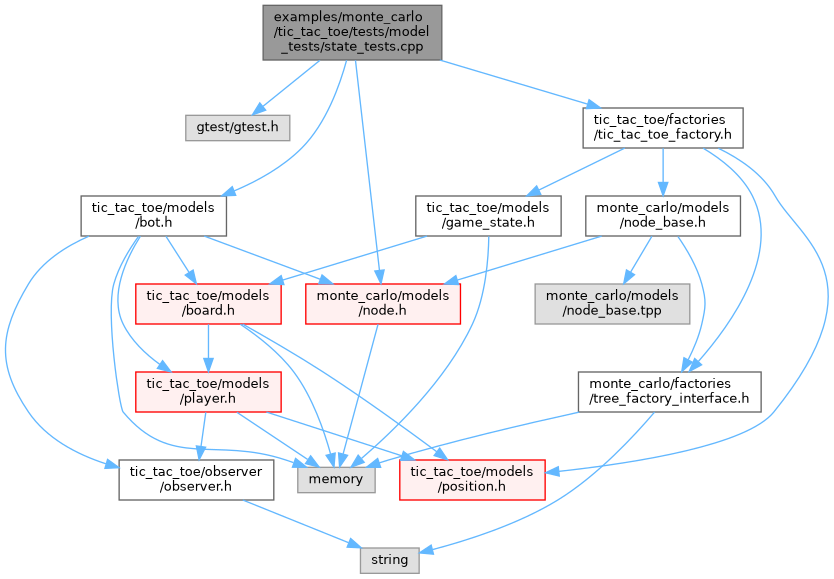 examples/monte_carlo
/tic_tac_toe/tests/model
_tests/state_tests.cpp
gtest/gtest.h
tic_tac_toe/factories
/tic_tac_toe_factory.h
tic_tac_toe/models
/bot.h
tic_tac_toe/models
/game_state.h
monte_carlo/models
/node_base.h
tic_tac_toe/models
/board.h
monte_carlo/models
/node.h
monte_carlo/models
/node_base.tpp
tic_tac_toe/models
/player.h
monte_carlo/factories
/tree_factory_interface.h
tic_tac_toe/observer
/observer.h
memory
tic_tac_toe/models
/position.h
string